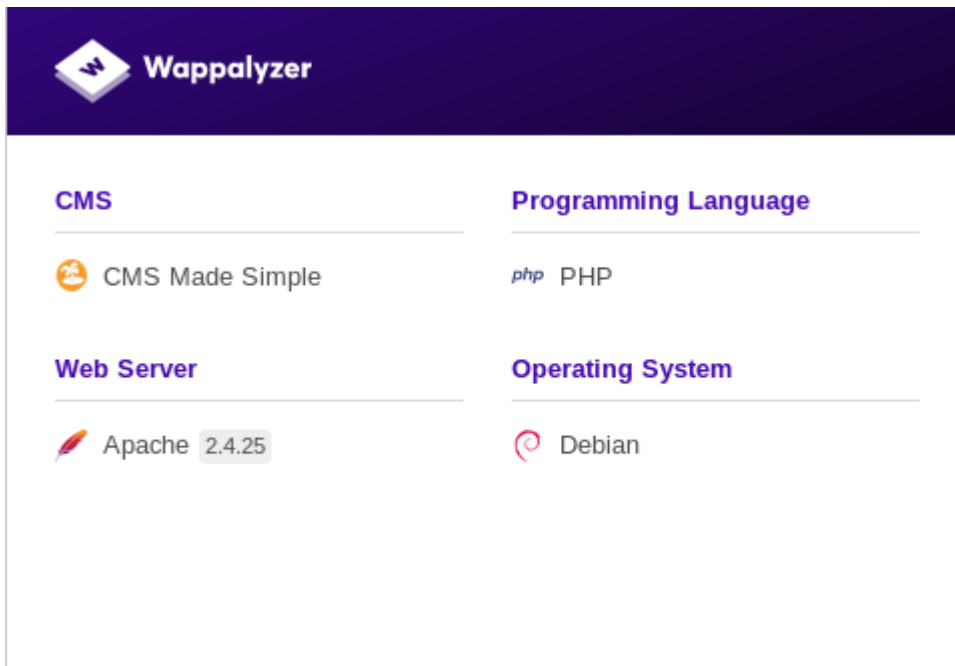 W Wappalyzer
CMS
CMS Made Simple
Programming Language
php PHP
Web Server
Apache 2.4.25
Operating System
Debian